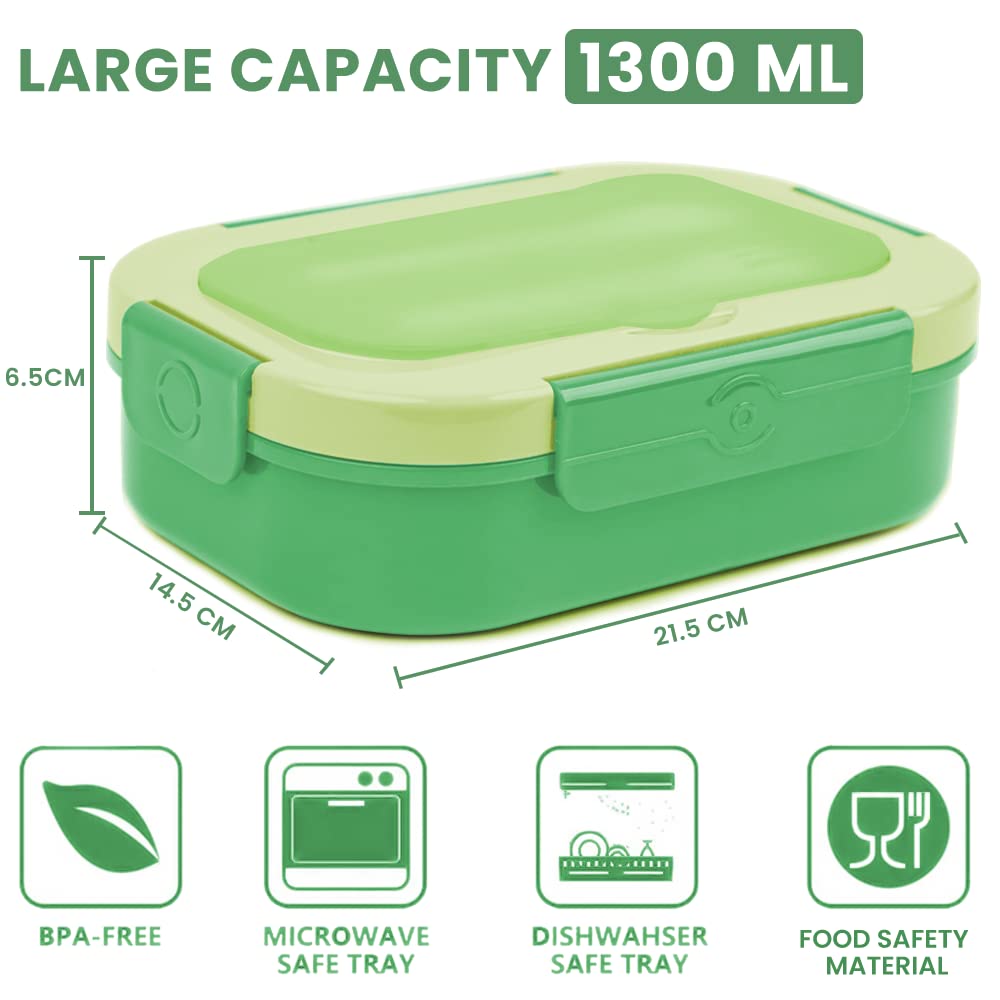 LARGE CAPACITY 1300 ML
6.5CM
14.5 CM
21.5 CM
BPA-FREE
MICROWAVE
SAFE TRAY
DISHWAHSER
SAFE TRAY
FOOD SAFETY
MATERIAL